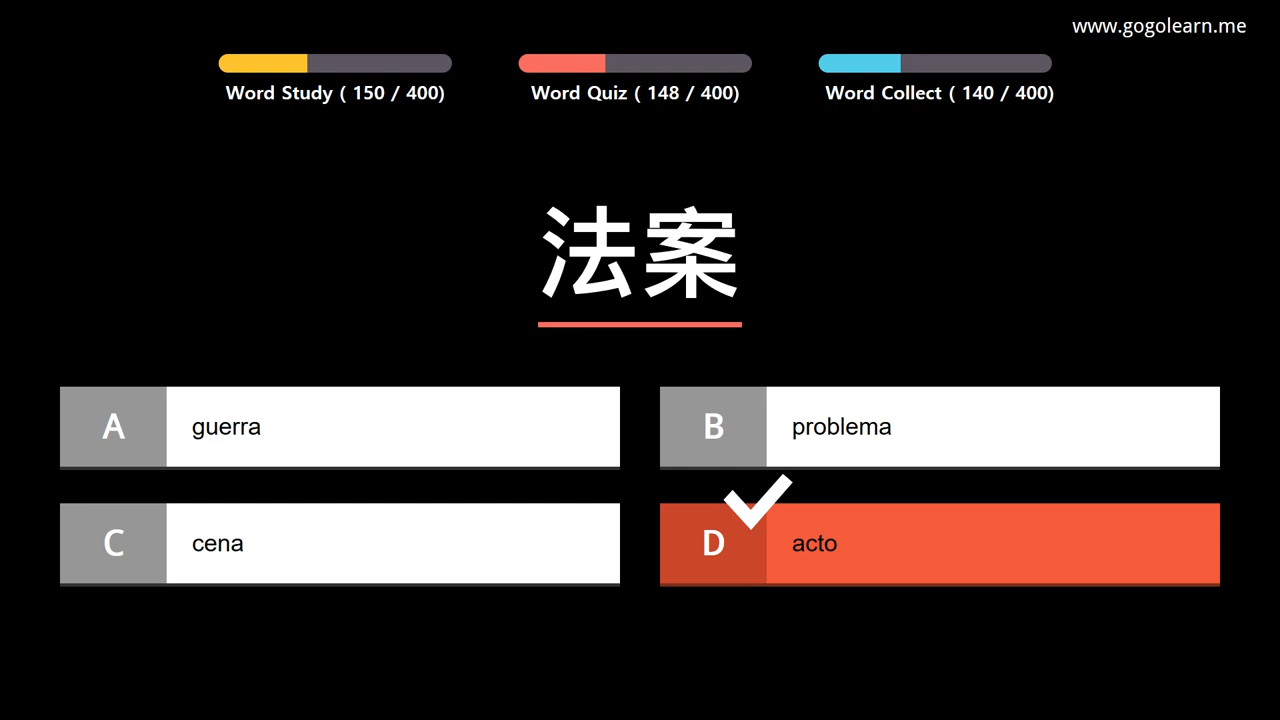 www.gogolearn.me
Word Study ( 150 / 400)
Word Quiz ( 148 / 400)
Word Collect ( 140 / 400)
法案
A guerra
B problema
C cena
D acto